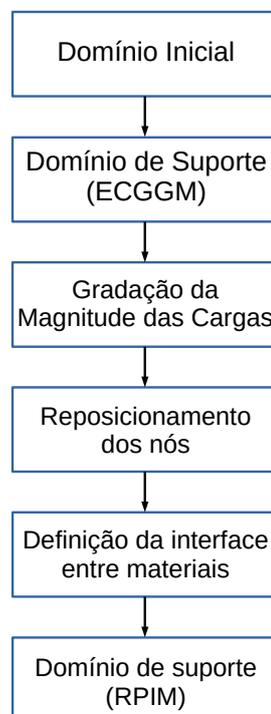 Domínio Inicial
Domínio de Suporte
(ECGGM)
Gradação da
Magnitude das Cargas
Reposicionamento
dos nós
Definição da interface
entre materiais
Domínio de suporte
(RPIM)